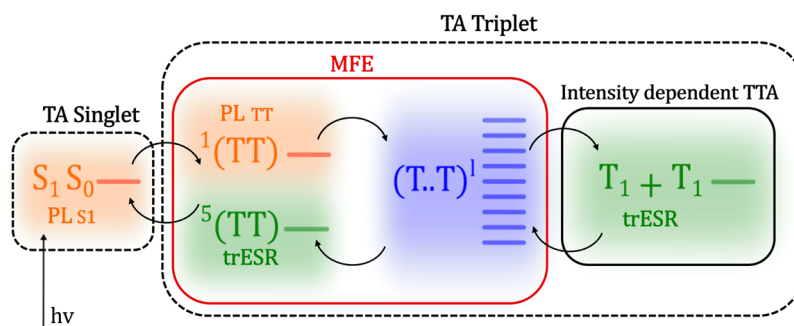 TA Triplet
MFE
Intensity dependent TTA
TA Singlet
PL TT
¹(TT)
(T..T)ˡ
S₁ S₀
PL S1
T₁ + T₁
trESR
⁵(TT)
trESR
hν